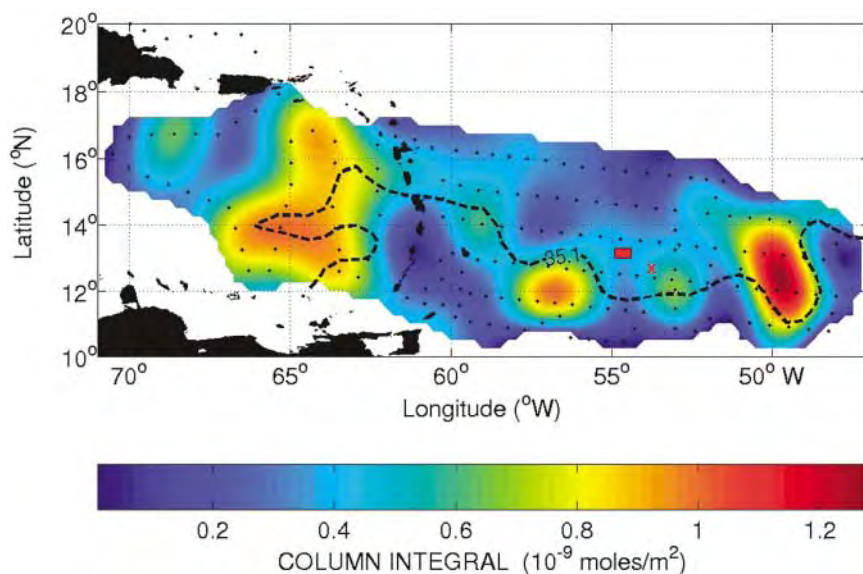 20°
18°
16°
14°
12°
10°
Latitude (°N)
35.1
70° 65° 60° 55° 50° W
Longitude (°W)
0.2 0.4 0.6 0.8 1 1.2
COLUMN INTEGRAL (10⁻⁹ moles/m²)